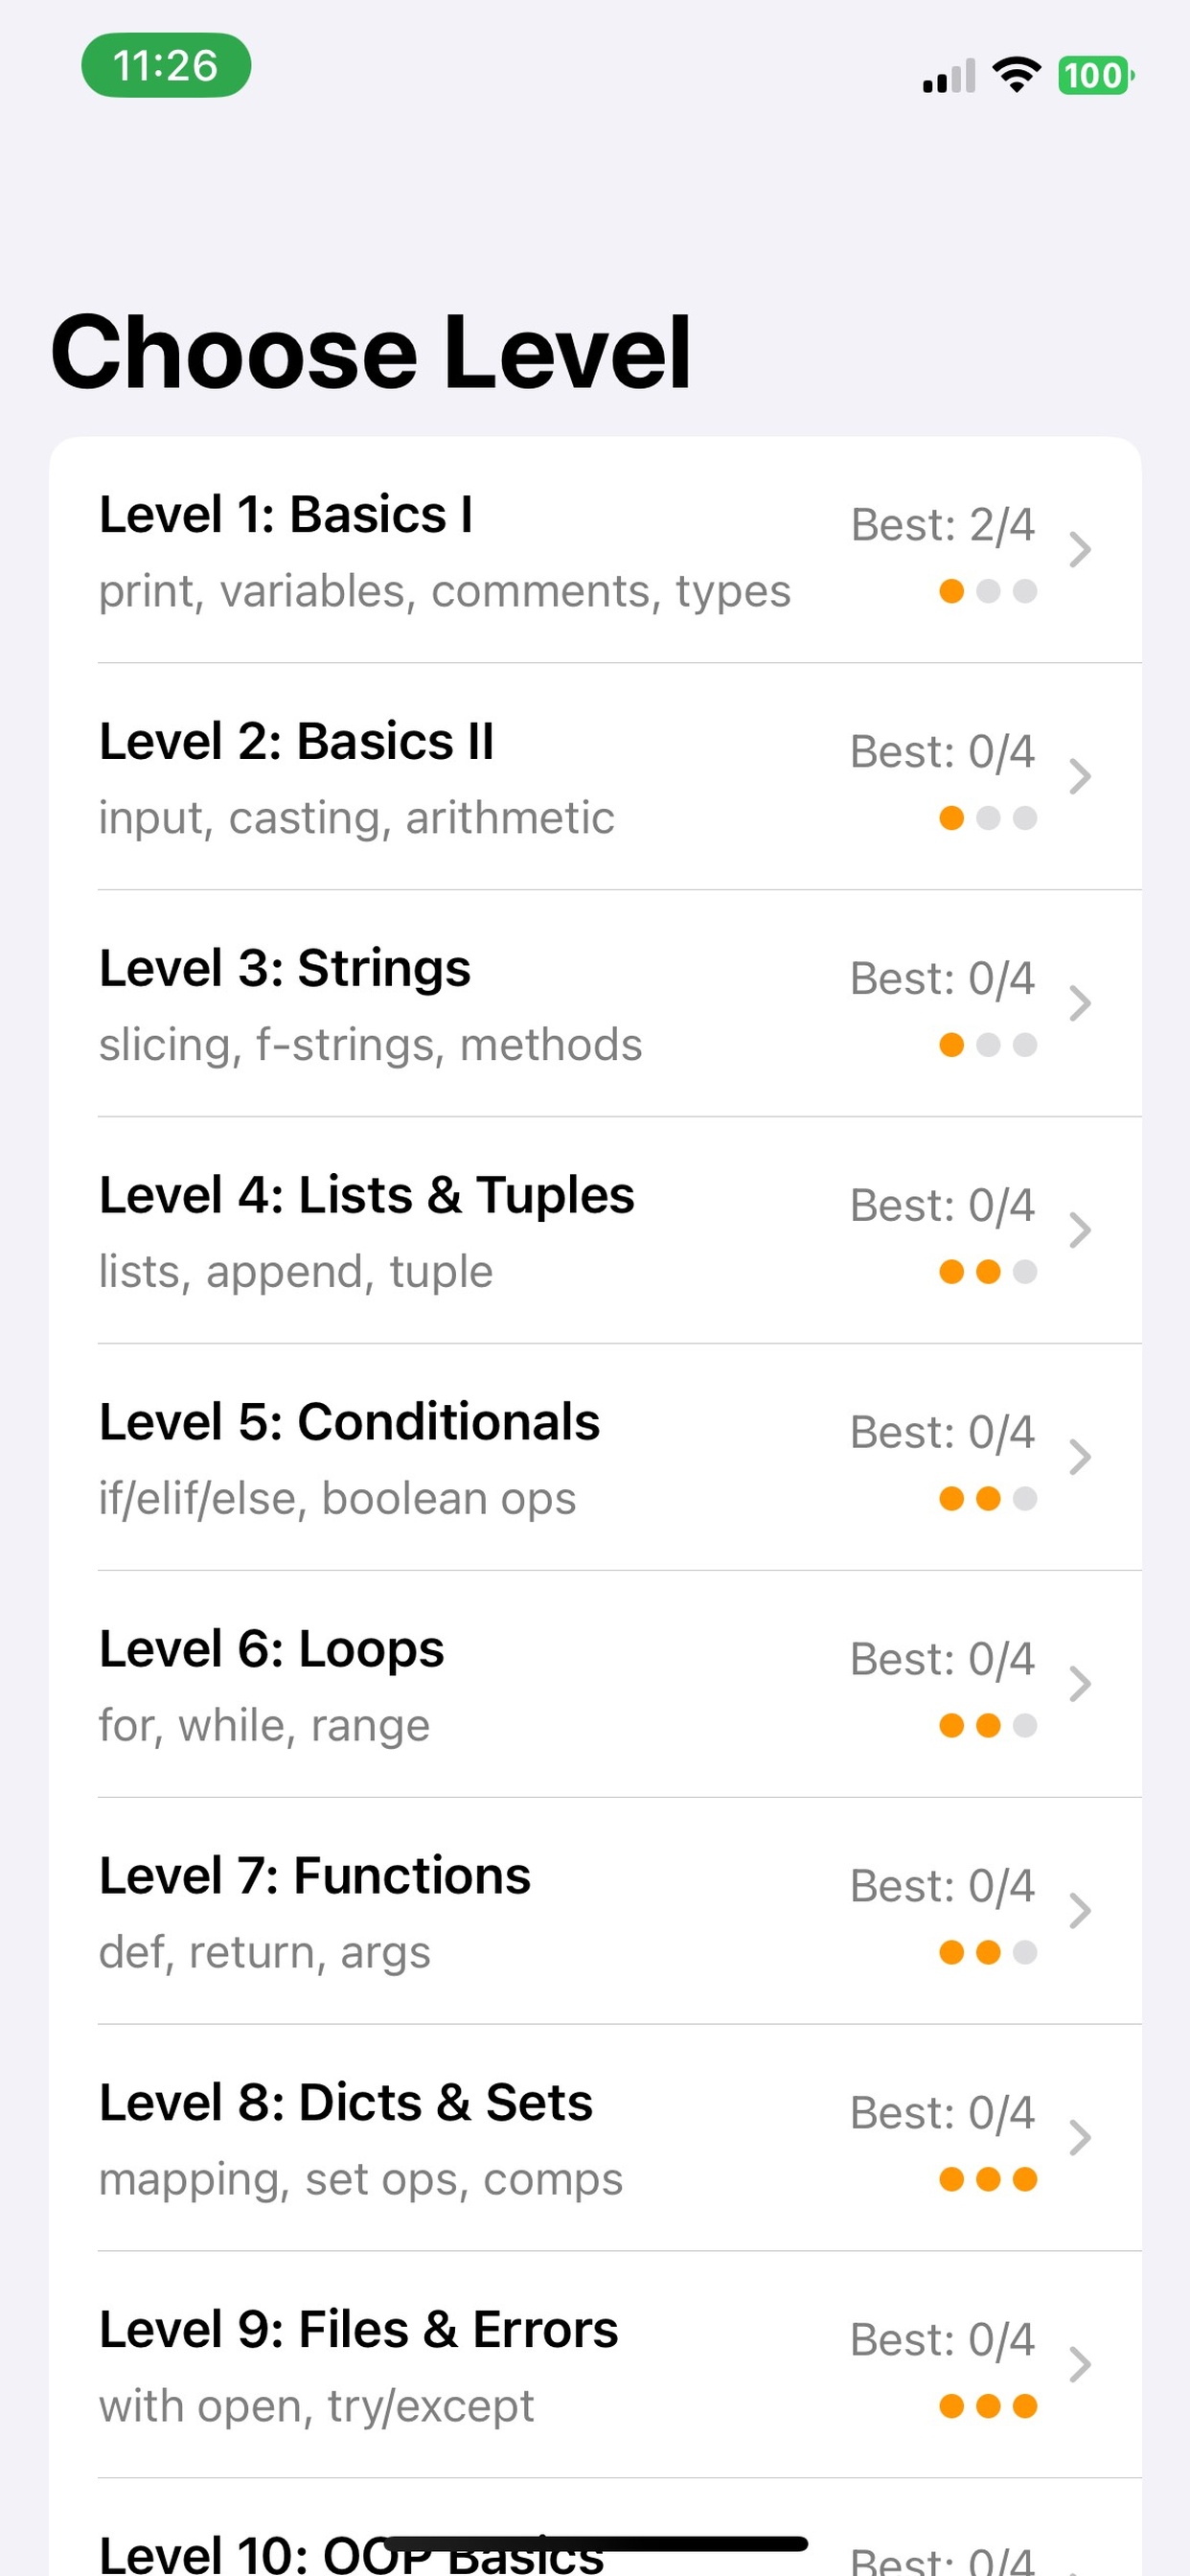 11:26
100
Choose Level
Level 1: Basics I
Best: 2/4
print, variables, comments, types
Level 2: Basics II
Best: 0/4
input, casting, arithmetic
Level 3: Strings
Best: 0/4
slicing, f-strings, methods
Level 4: Lists & Tuples
Best: 0/4
lists, append, tuple
Level 5: Conditionals
Best: 0/4
if/elif/else, boolean ops
Level 6: Loops
Best: 0/4
for, while, range
Level 7: Functions
Best: 0/4
def, return, args
Level 8: Dicts & Sets
Best: 0/4
mapping, set ops, comps
Level 9: Files & Errors
Best: 0/4
with open, try/except
Level 10: OOP Basics
Best: 0/4